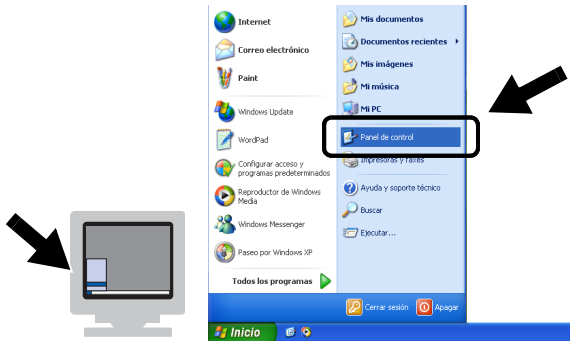 Internet
Correo electrónico
Paint
Windows Update
WordPad
Configurar acceso y
programas predeterminados
Reproductor de Windows
Media
Windows Messenger
Paseo por Windows XP
Todos los programas
Mis documentos
Documentos recientes
Mis imágenes
Mi música
Mi PC
Panel de control
Impresoras y faxes
Ayuda y soporte técnico
Buscar
Ejecutar...
Cerrar sesión
Apagar
Inicio